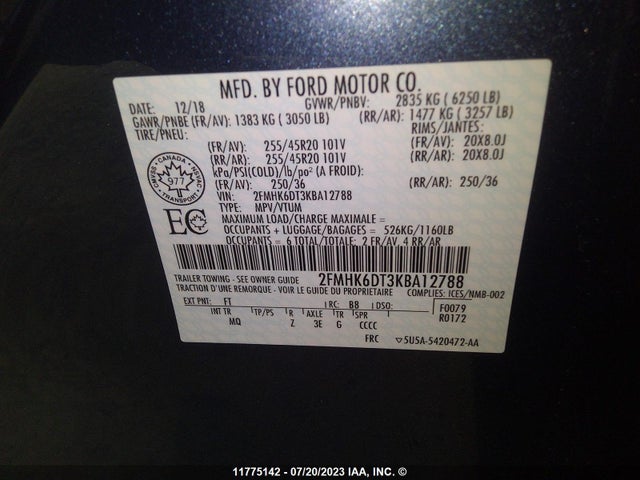 MFD. BY FORD MOTOR CO.
DATE: 12/18 GVWR/PNBV: 2835 KG ( 6250 LB)
GAWR/PNBE (FR/AV): 1383 KG ( 3050 LB) (RR/AR): 1477 KG ( 3257 LB)
TIRE/PNEU: RIMS/JANTES:
(FR/AV): 255/45R20 101V (FR/AV): 20X8.0J
(RR/AR): 255/45R20 101V (RR/AR): 20X8.0J
kPa/PSI(COLD)/lb/po² (A FROID):
(FR/AV): 250/36 (RR/AR): 250/36
CANADA
CMVSS NSVAC
977
VIN: 2FMHK6DT3KBA12788
TYPE: MPV/VTUM
EC
MAXIMUM LOAD/CHARGE MAXIMALE =
OCCUPANTS + LUGGAGE/BAGAGES = 526KG/1160LB
OCCUPANTS = 6 TOTAL/TOTALE: 2 FR/AV, 4 RR/AR
2FMHK6DT3KBA12788
TRAILER TOWING - SEE OWNER GUIDE
TRACTION D'UNE REMORQUE - VOIR GUIDE DU PROPRIETAIRE COMPLIES: ICES/NMB-002
EXT PNT: FT RC: B8 DSO: F0079
INT TR TP/PS R AXLE TR SPR R0172
MQ Z 3E G CCCC
FRC 5U5A-5420472-AA
11775142 - 07/20/2023 IAA, Inc. ©